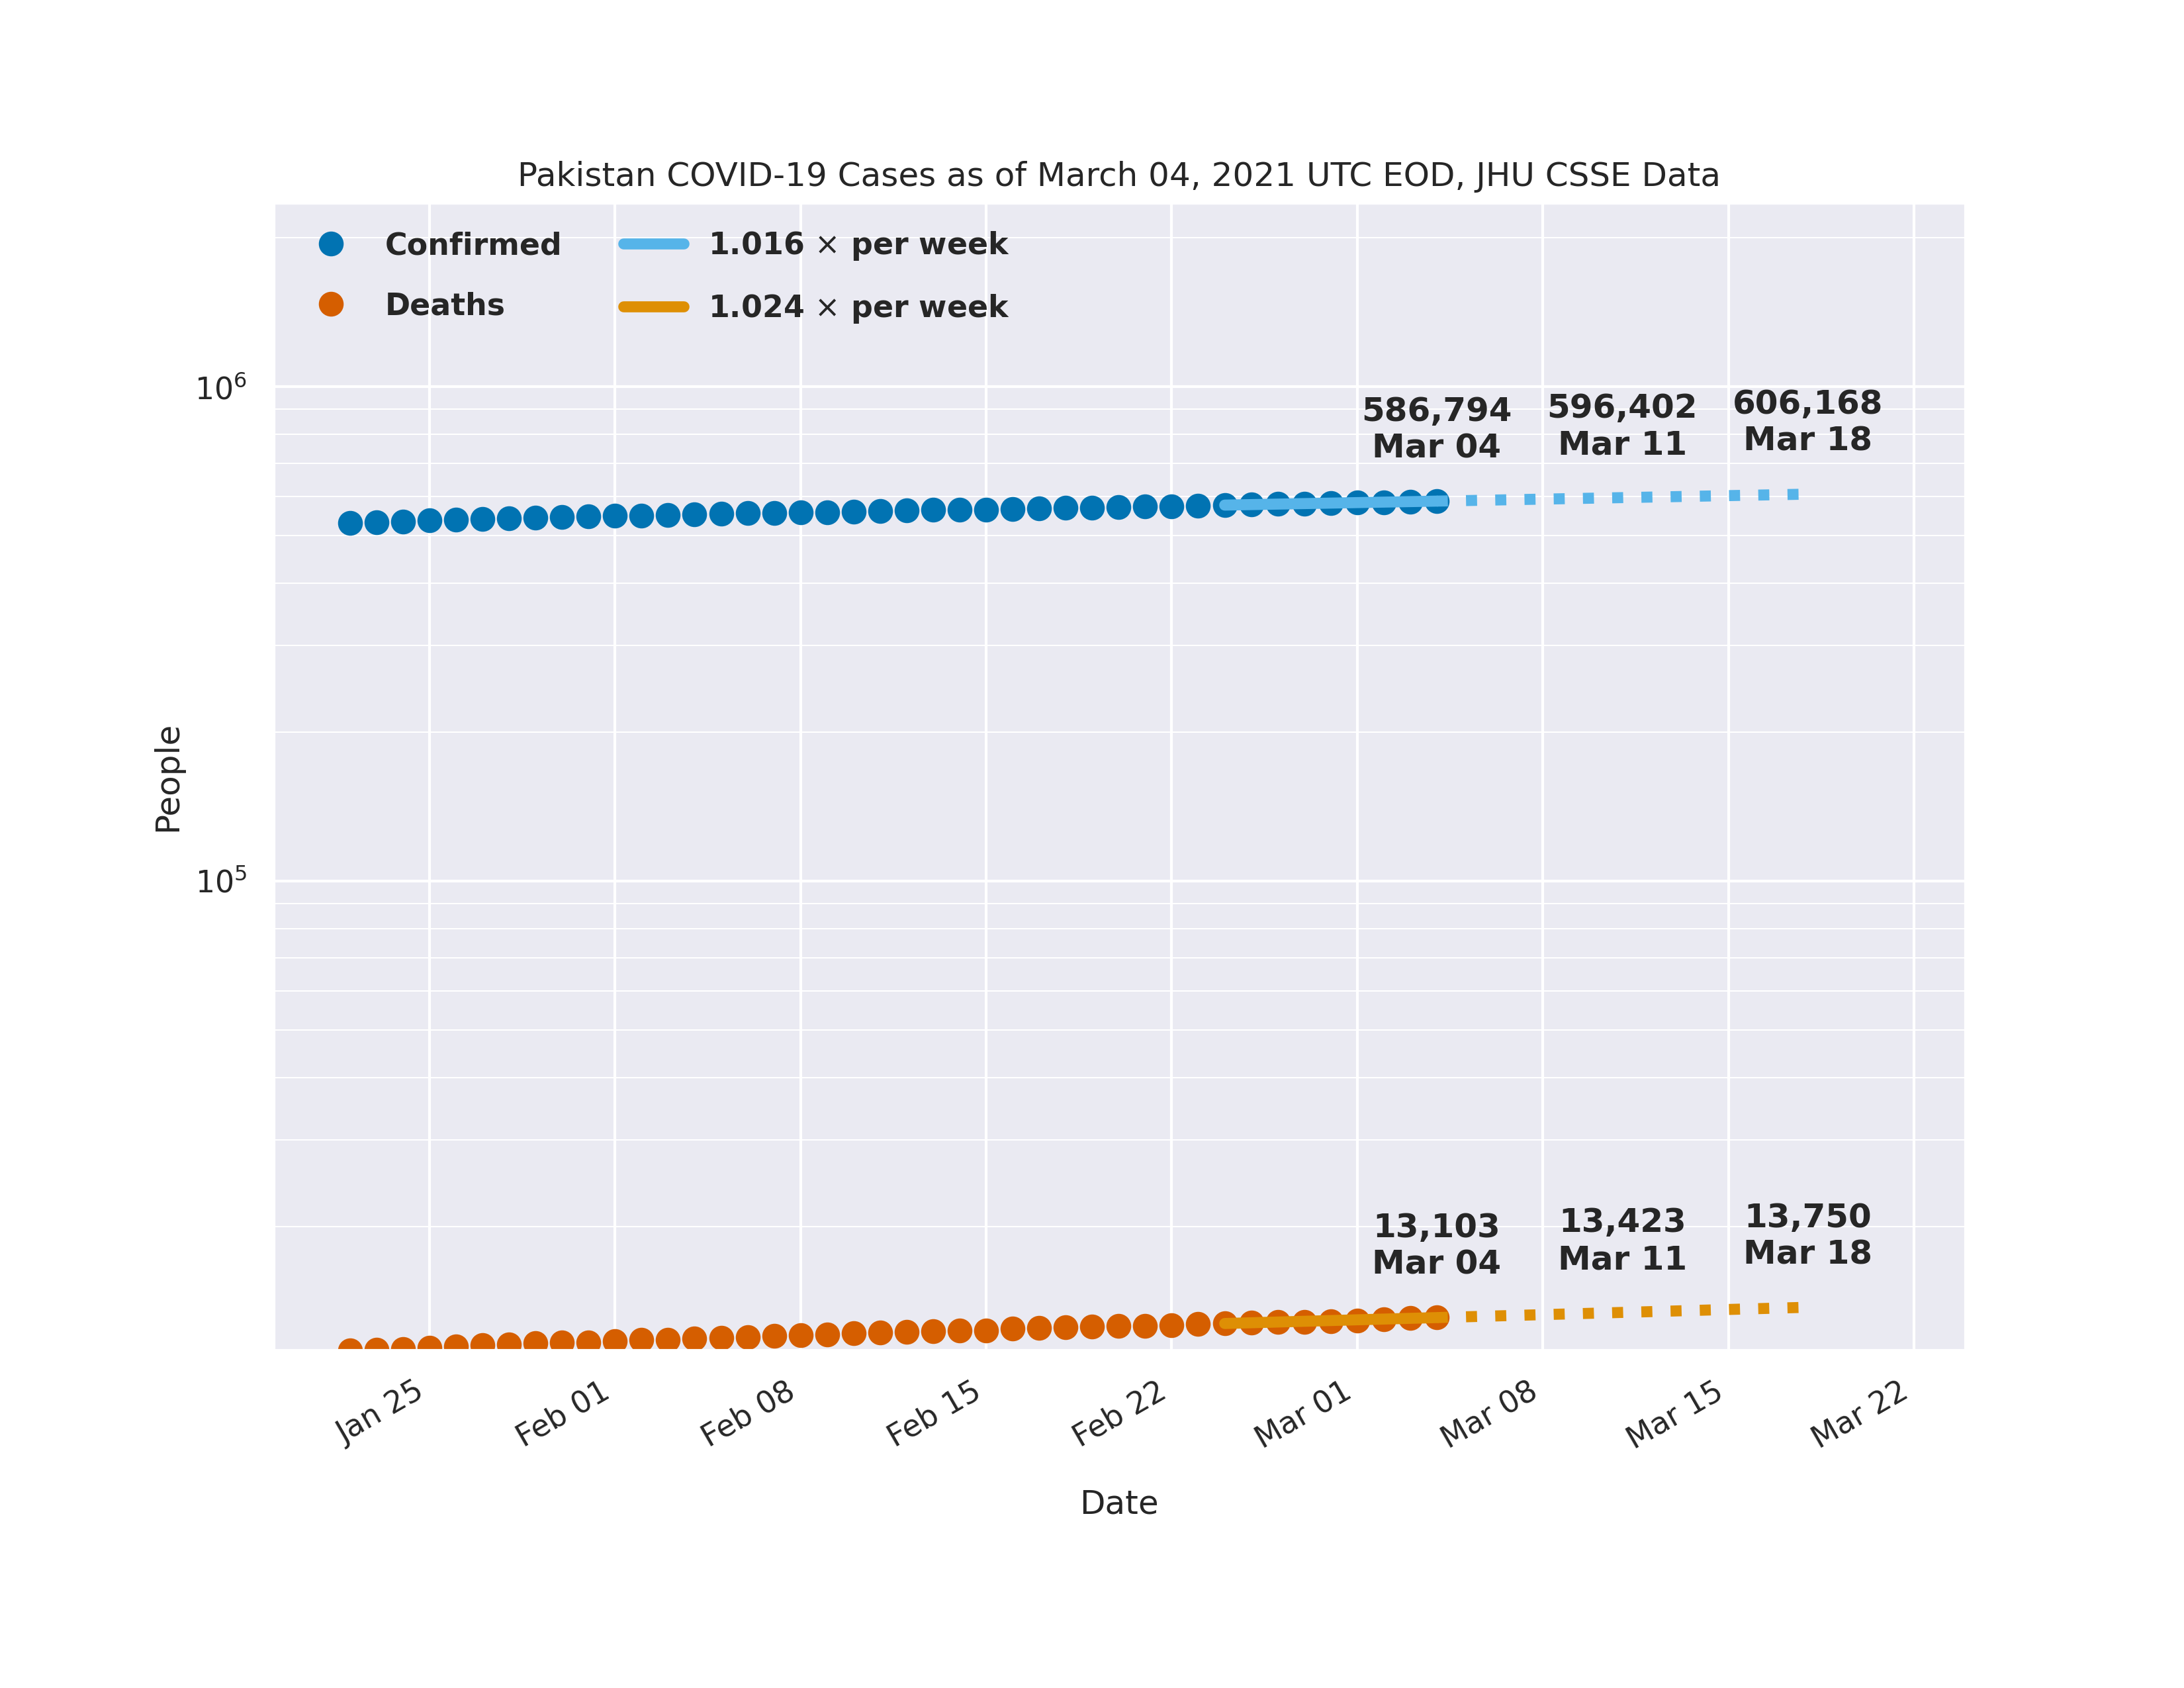 Pakistan COVID-19 Cases as of March 04, 2021 UTC EOD, JHU CSSE Data
Confirmed
Deaths
1.016 × per week
1.024 × per week
10⁶
10⁵
People
586,794
Mar 04
596,402
Mar 11
606,168
Mar 18
13,103
Mar 04
13,423
Mar 11
13,750
Mar 18
Jan 25
Feb 01
Feb 08
Feb 15
Feb 22
Mar 01
Mar 08
Mar 15
Mar 22
Date